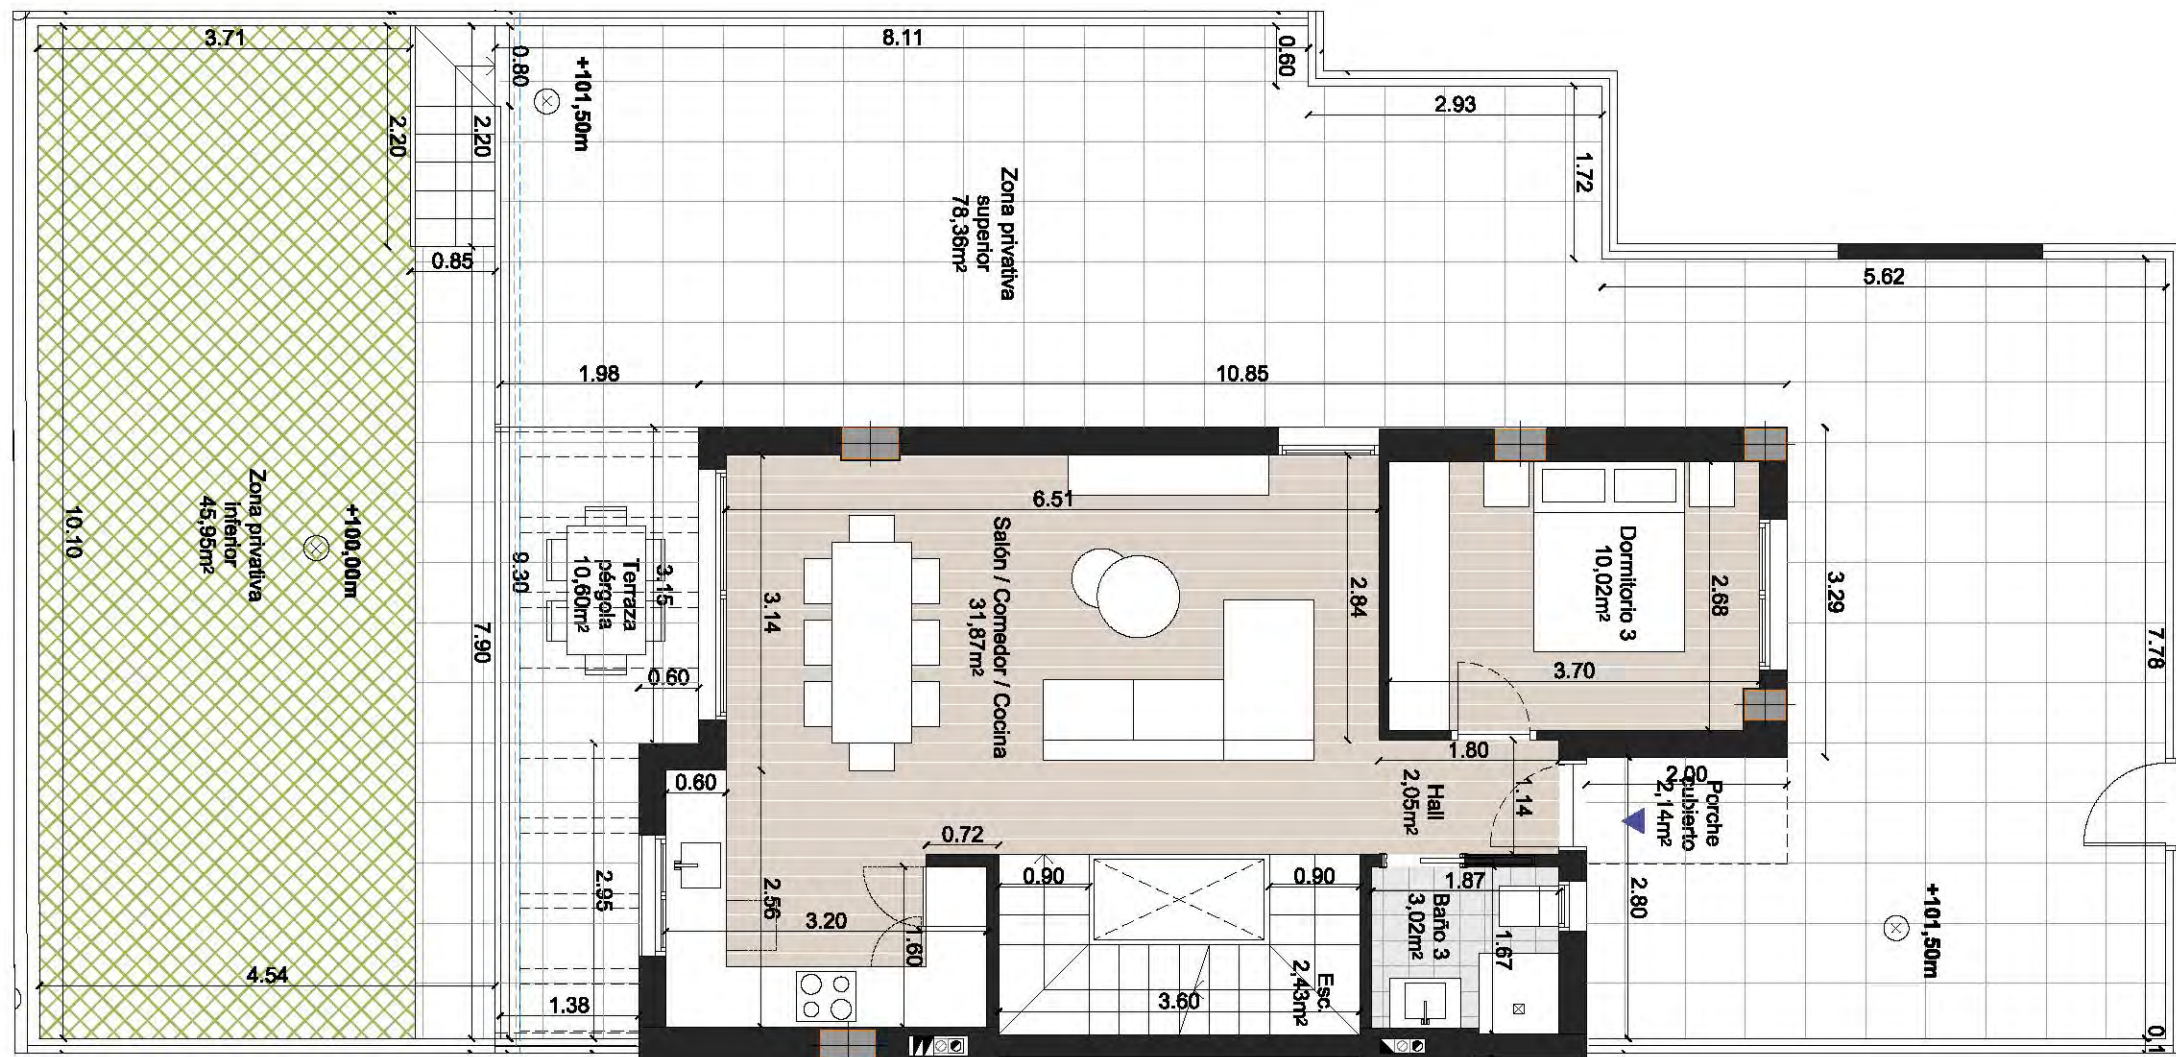 3.71
8.11
0.60
0.80
+101,50m
2.93
2.20
2.20
1.72
Zona privativa
superior
78,36m²
0.85
5.62
1.98
10.85
6.51
Zona privativa
inferior
45,95m²
+100,00m
10.10
9.30
7.90
Terraza
pérgola
10,60m²
3.15
3.14
Salón / Comedor / Cocina
31,87m²
2.84
Dormitorio 3
10,02m²
2.68
3.29
7.78
3.70
0.60
0.60
1.80
Hall
2,05m²
1.14
2.00
Porche
cubierto
2,14m²
0.72
0.90
0.90
1.87
2.95
2.56
3.20
1.60
Baño 3
3,02m²
1.67
2.80
+101,50m
4.54
1.38
3.60
Esc.
2,43m²
0,1